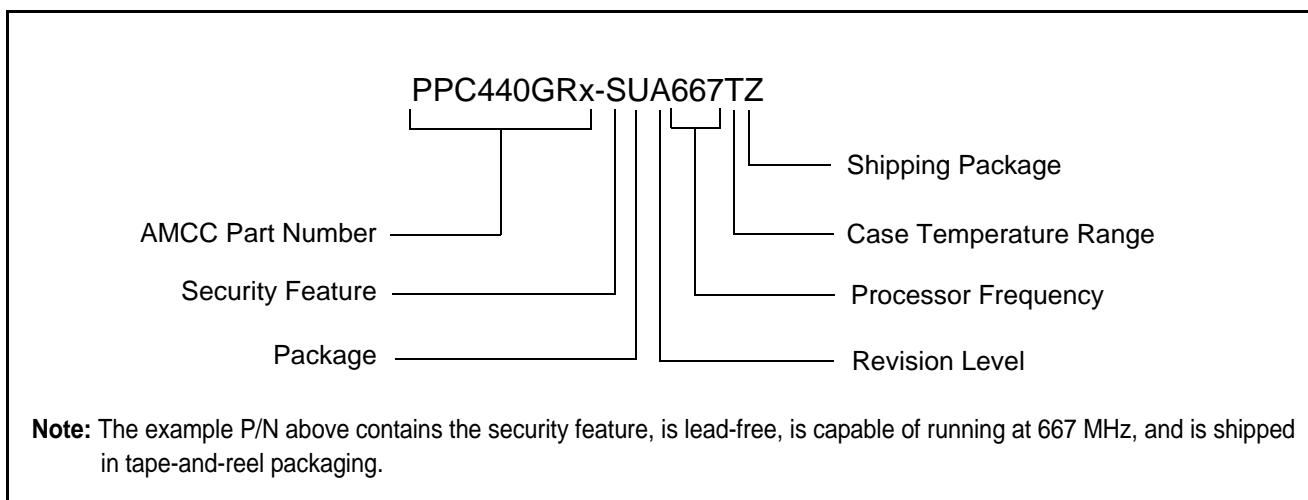 PPC440GRx-SUA667TZ
Shipping Package
AMCC Part Number
Case Temperature Range
Security Feature
Processor Frequency
Package
Revision Level
Note: The example P/N above contains the security feature, is lead-free, is capable of running at 667 MHz, and is shipped
in tape-and-reel packaging.